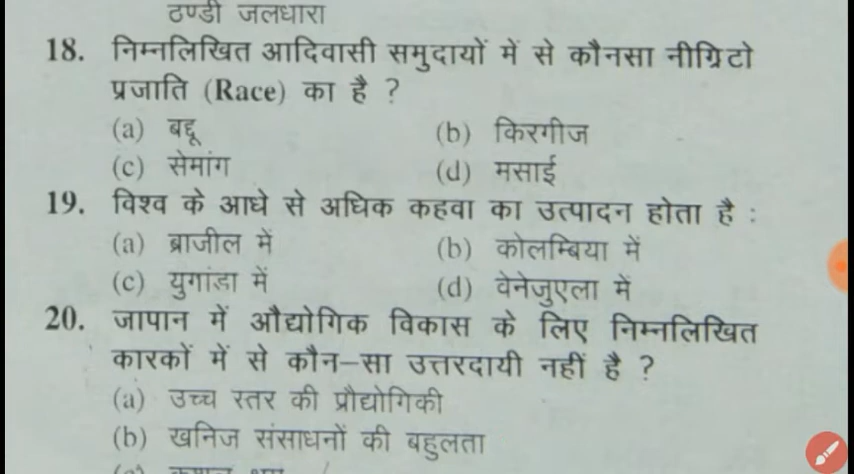 ठण्डी जलधारा
18. निम्नलिखित आदिवासी समुदायों में से कौनसा नीग्रिटो
प्रजाति (Race) का है ?
(a) बद्दू (b) किरगीज
(c) सेमांग (d) मसाई
19. विश्व के आधे से अधिक कहवा का उत्पादन होता है :
(a) ब्राजील में (b) कोलम्बिया में
(c) युगांडा में (d) वेनेजुएला में
20. जापान में औद्योगिक विकास के लिए निम्नलिखित
कारकों में से कौन-सा उत्तरदायी नहीं है ?
(a) उच्च स्तर की प्रौद्योगिकी
(b) खनिज संसाधनों की बहुलता